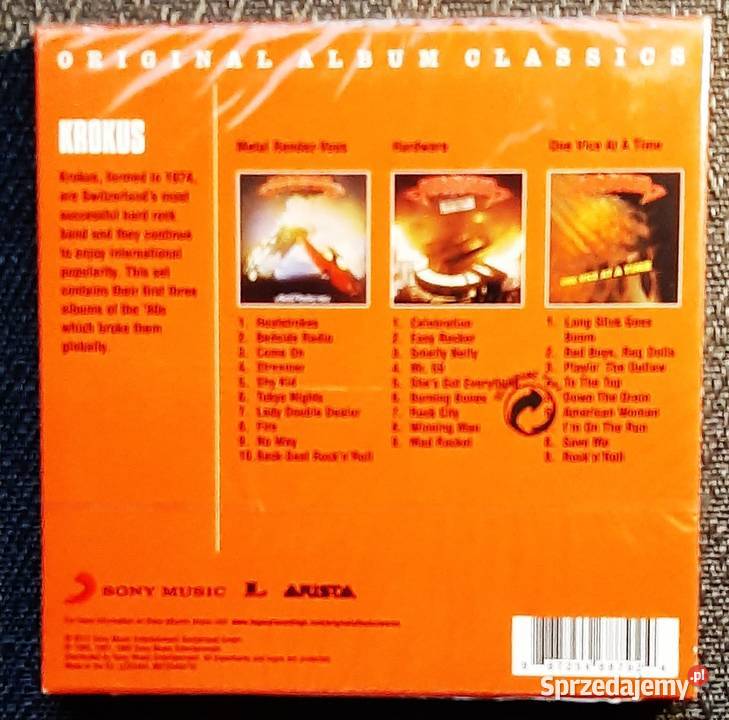 ORIGINAL ALBUM CLASSICS
KROKUS
Krokus, formed in 1974,
are Switzerland's most
successful hard rock
band and they continue
to enjoy international
popularity. This set
contains their first three
albums of the '80s
which broke them
globally.
Metal Rendez-Vous
1. Heatstrokes
2. Bedside Radio
3. Come On
4. Streamer
5. Shy Kid
6. Tokyo Nights
7. Lady Double Dealer
8. Fire
9. No Way
10. Back-Seat Rock'n'Roll
Hardware
1. Celebration
2. Easy Rocker
3. Smelly Nelly
4. Mr. 69
5. She's Got Everything
6. Burning Bones
7. Rock City
8. Winning Man
9. Mad Racket
One Vice At A Time
ONE VICE AT A TIME
1. Long Stick Goes
Boom
2. Bad Boys, Rag Dolls
3. Playin' The Outlaw
To The Top
Down The Drain
American Woman
I'm On The Run
8. Save Me
9. Rock'n'Roll
SONY MUSIC L ARISTA
Sprzedajemy.pl